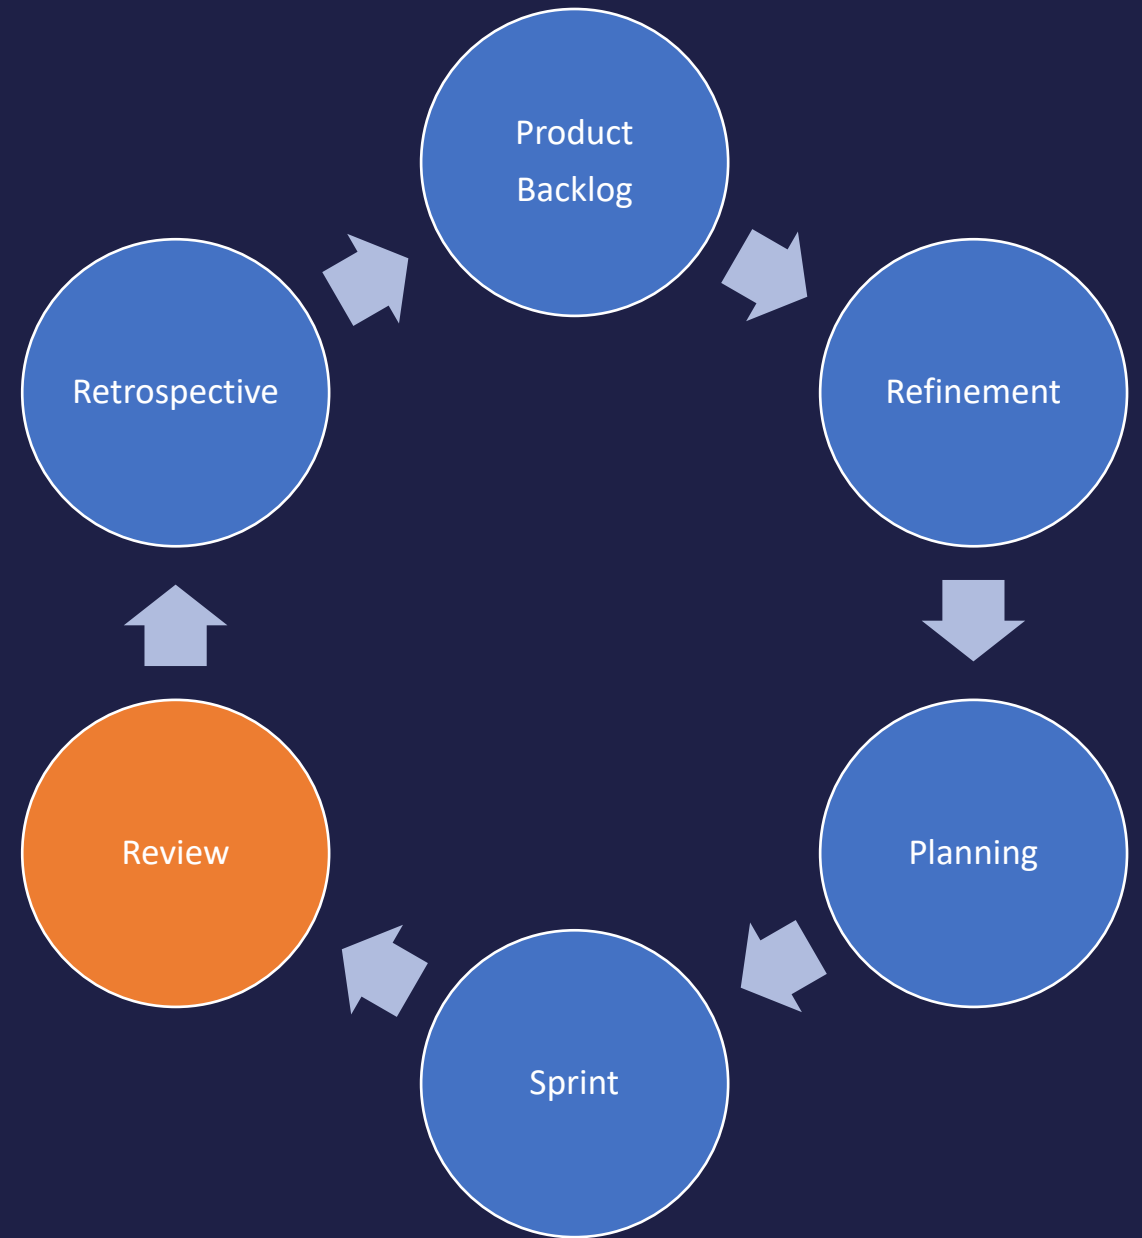 Product
Backlog
Refinement
Planning
Sprint
Review
Retrospective